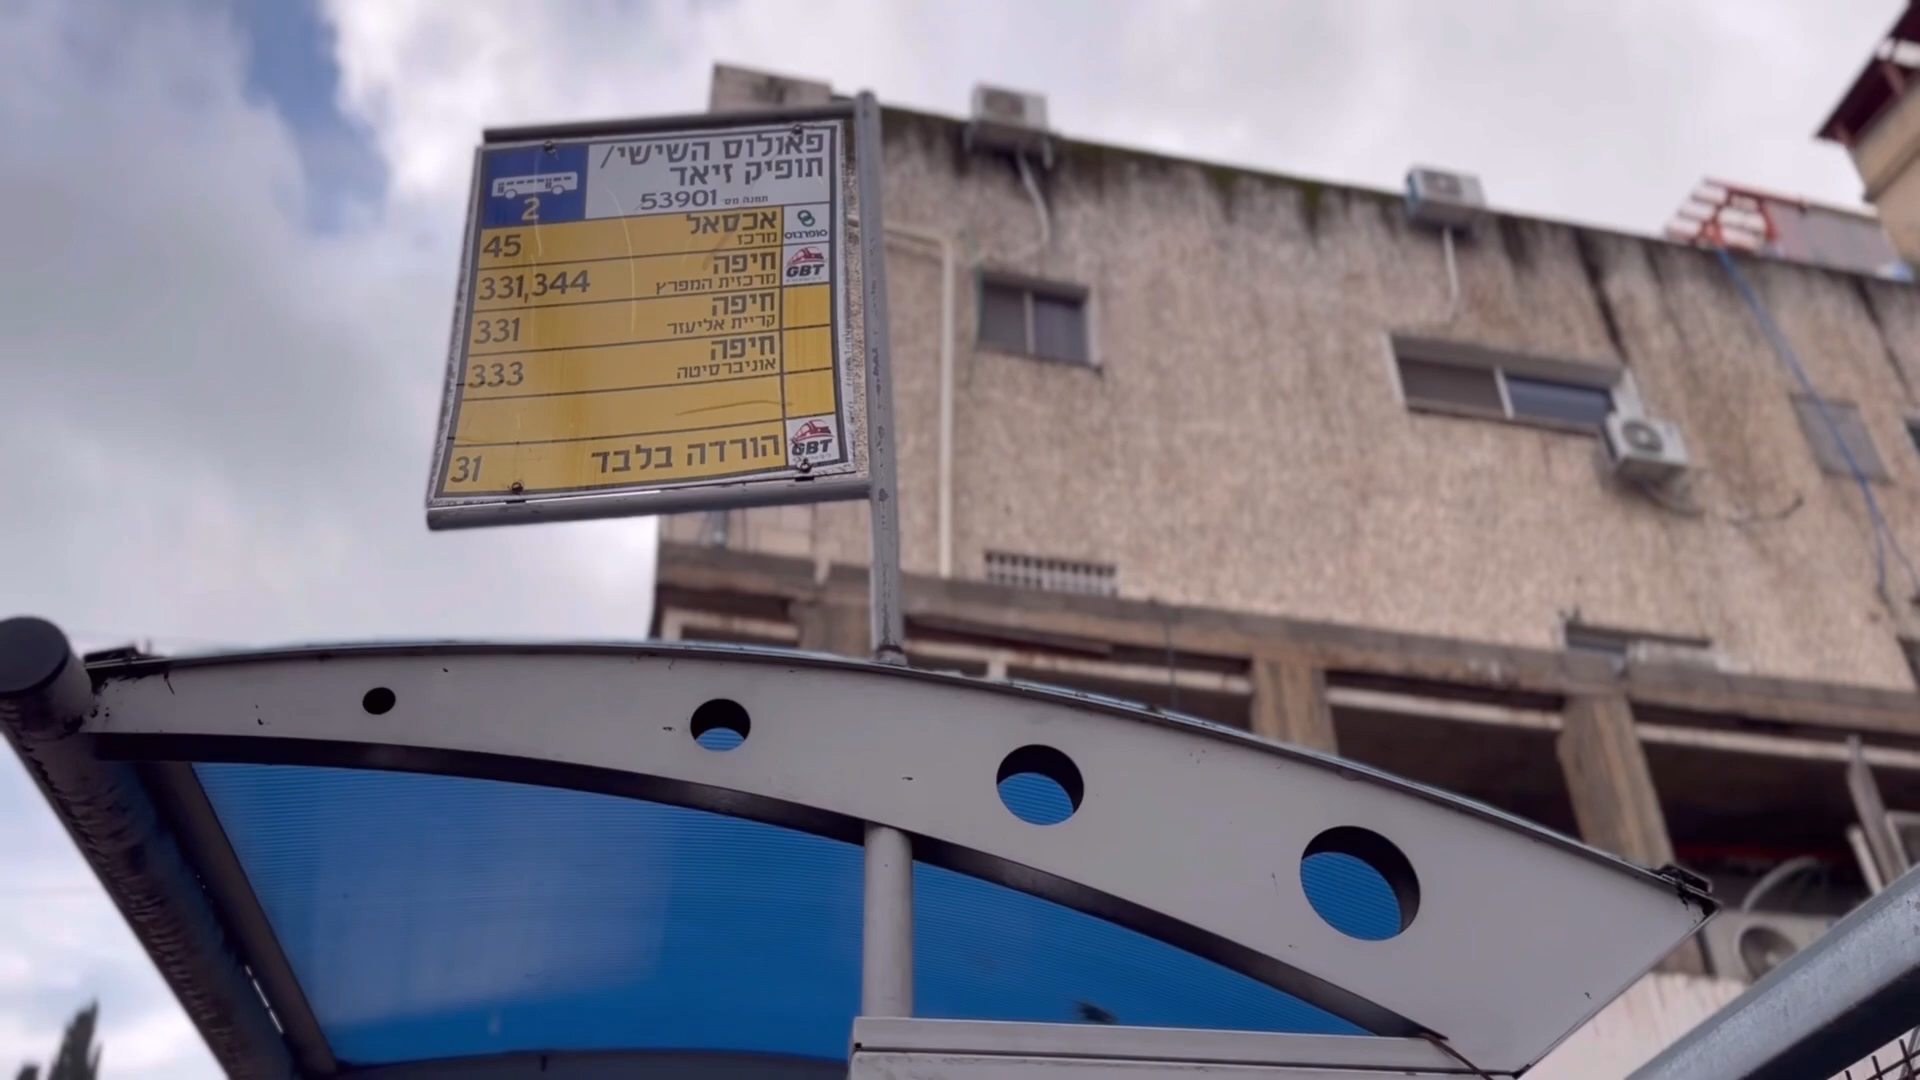 פאולוס השישי/
תופיק זיאד
תחנה מס' 53901
2
אכסאל
מרכז
45
סופרבוס
חיפה
מרכזית המפרץ
331,344
GBT
חיפה
קריית אליעזר
331
חיפה
אוניברסיטה
333
הורדה בלבד
31
GBT